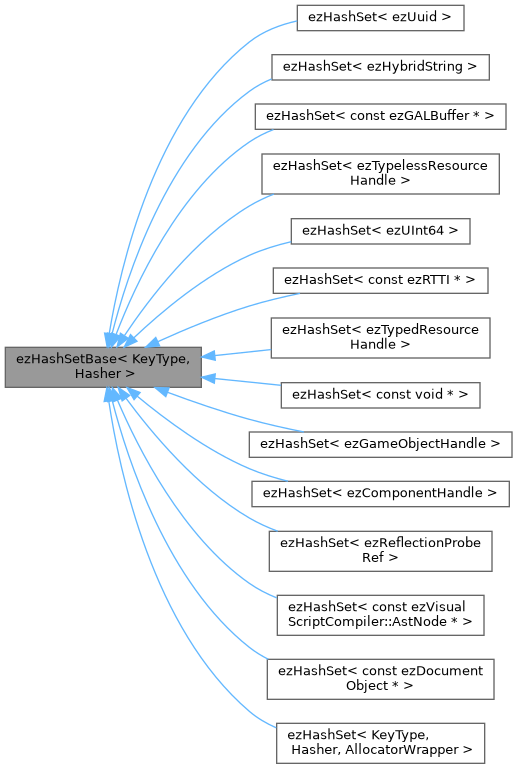 ezHashSet< ezUuid >
ezHashSet< ezHybridString >
ezHashSet< const ezGALBuffer * >
ezHashSet< ezTypelessResource
Handle >
ezHashSet< ezUInt64 >
ezHashSet< const ezRTTI * >
ezHashSet< ezTypedResource
Handle >
ezHashSetBase< KeyType,
Hasher >
ezHashSet< const void * >
ezHashSet< ezGameObjectHandle >
ezHashSet< ezComponentHandle >
ezHashSet< ezReflectionProbe
Ref >
ezHashSet< const ezVisual
ScriptCompiler::AstNode * >
ezHashSet< const ezDocument
Object * >
ezHashSet< KeyType,
Hasher, AllocatorWrapper >